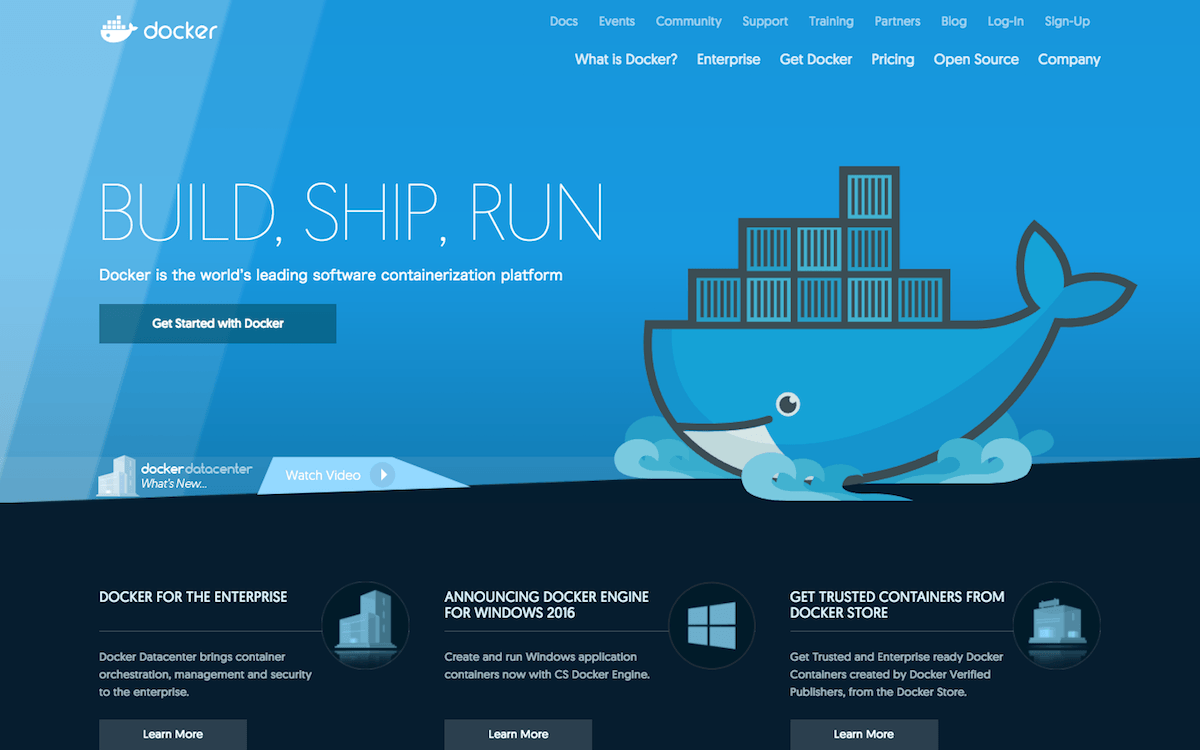 docker
Docs Events Community Support Training Partners Blog Log-In Sign-Up
What is Docker? Enterprise Get Docker Pricing Open Source Company
BUILD, SHIP, RUN
Docker is the world's leading software containerization platform
Get Started with Docker
dockerdatacenter
What's New...
Watch Video
DOCKER FOR THE ENTERPRISE
Docker Datacenter brings container
orchestration, management and security
to the enterprise.
Learn More
ANNOUNCING DOCKER ENGINE
FOR WINDOWS 2016
Create and run Windows application
containers now with CS Docker Engine.
Learn More
GET TRUSTED CONTAINERS FROM
DOCKER STORE
Get Trusted and Enterprise ready Docker
Containers created by Docker Verified
Publishers, from the Docker Store.
Learn More